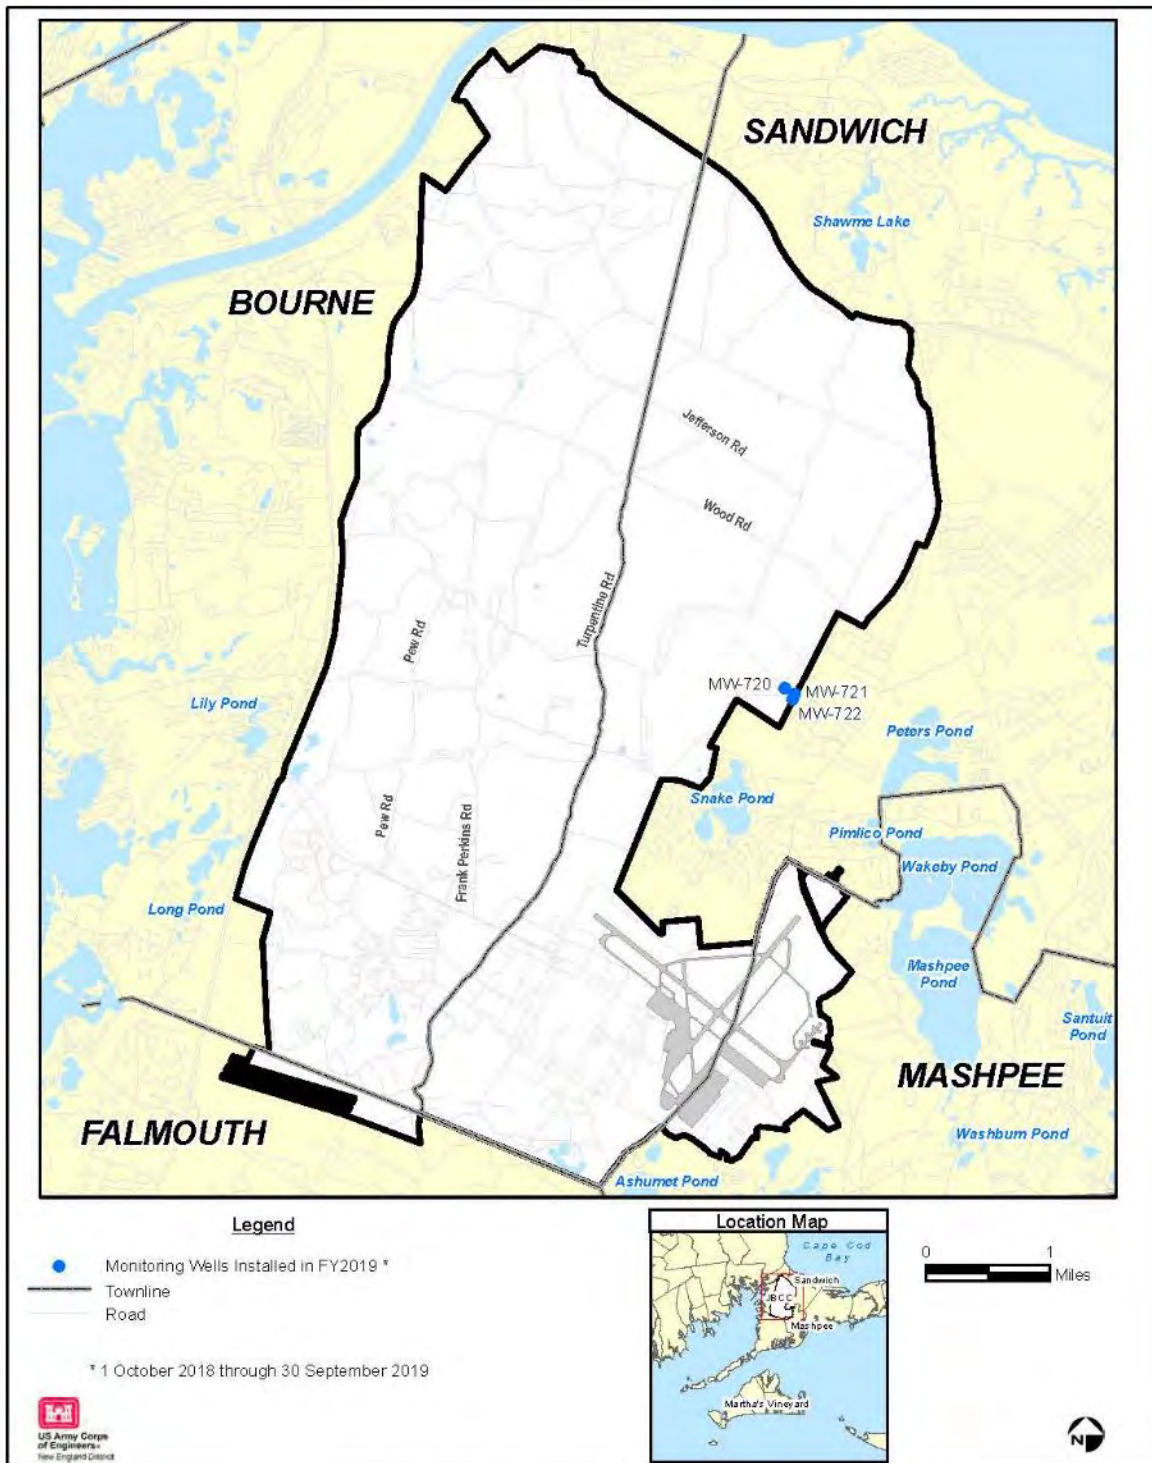 SANDWICH
Shawme Lake
BOURNE
Jefferson Rd
Wood Rd
Turpentine Rd
Pew Rd
MW-720
MW-721
MW-722
Lily Pond
Peters Pond
Snake Pond
Pew Rd
Frank Perkins Rd
Pimlico Pond
Wakeby Pond
Long Pond
Mashpee
Pond
Santuit
Pond
MASHPEE
FALMOUTH
Washburn Pond
Ashumet Pond
Legend
Monitoring Wells Installed in FY2019 *
Townline
Road
* 1 October 2018 through 30 September 2019
US Army Corps
of Engineers®
New England District
Location Map
Cape Cod
Bay
Sandwich
JBCC
Mashpee
Martha's Vineyard
0 1
Miles
N